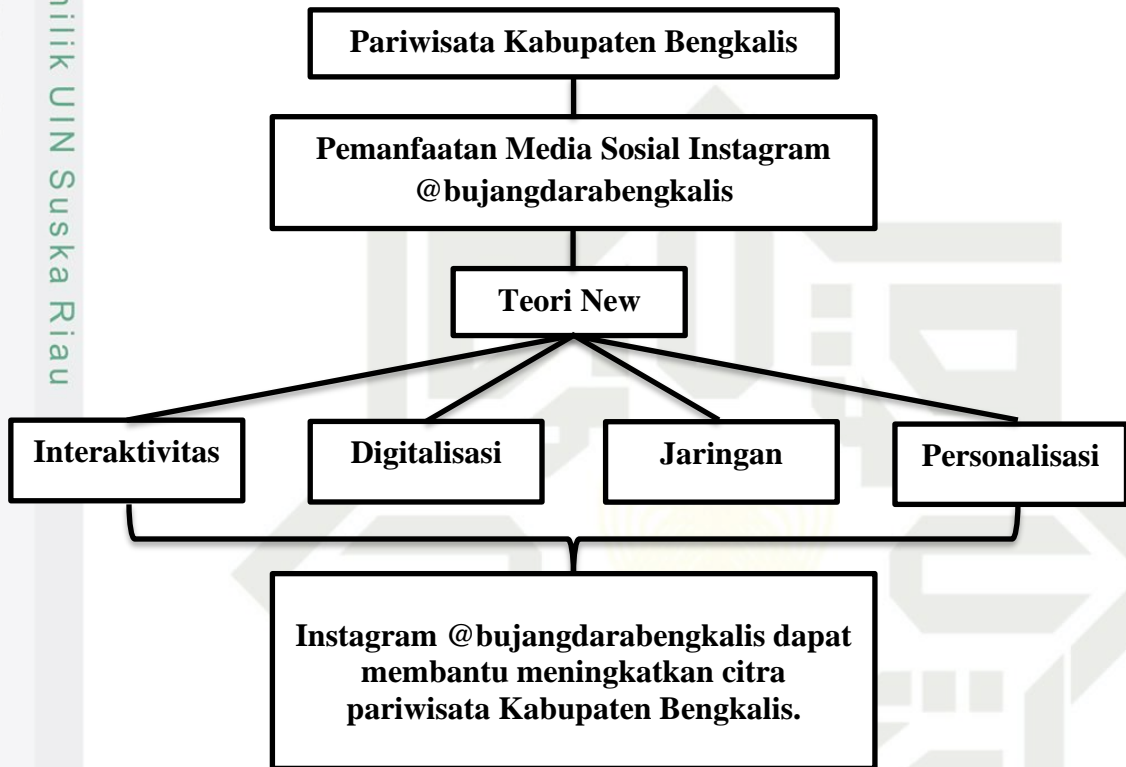 milik UIN Suska Riau
Pariwisata Kabupaten Bengkalis
Pemanfaatan Media Sosial Instagram
@bujangdarabengkalis
Teori New
Interaktivitas
Digitalisasi
Jaringan
Personalisasi
Instagram @bujangdarabengkalis dapat
membantu meningkatkan citra
pariwisata Kabupaten Bengkalis.